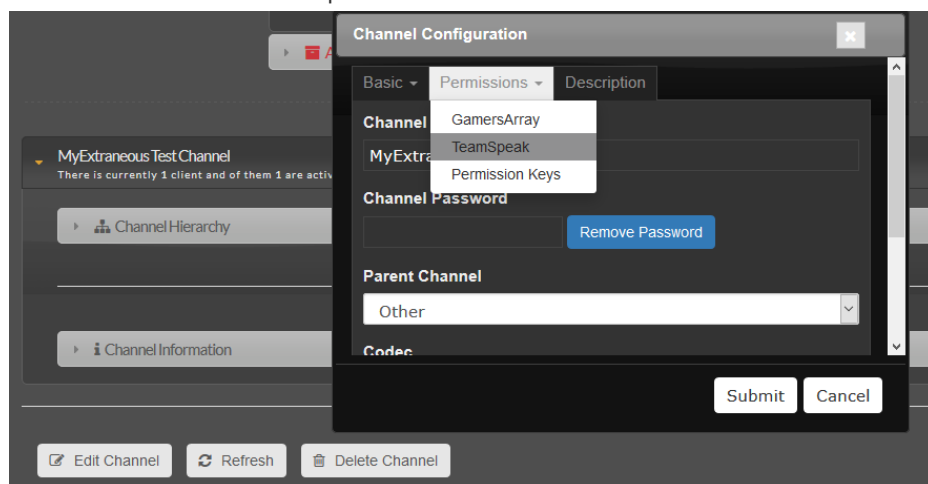 Channel Configuration
Basic
Permissions
Description
GamersArray
TeamSpeak
Permission Keys
Channel
MyExtra
Channel Password
Remove Password
Parent Channel
Other
Codec
Submit
Cancel
MyExtraneous Test Channel
There is currently 1 client and of them 1 are activ
Channel Hierarchy
Channel Information
Edit Channel
Refresh
Delete Channel